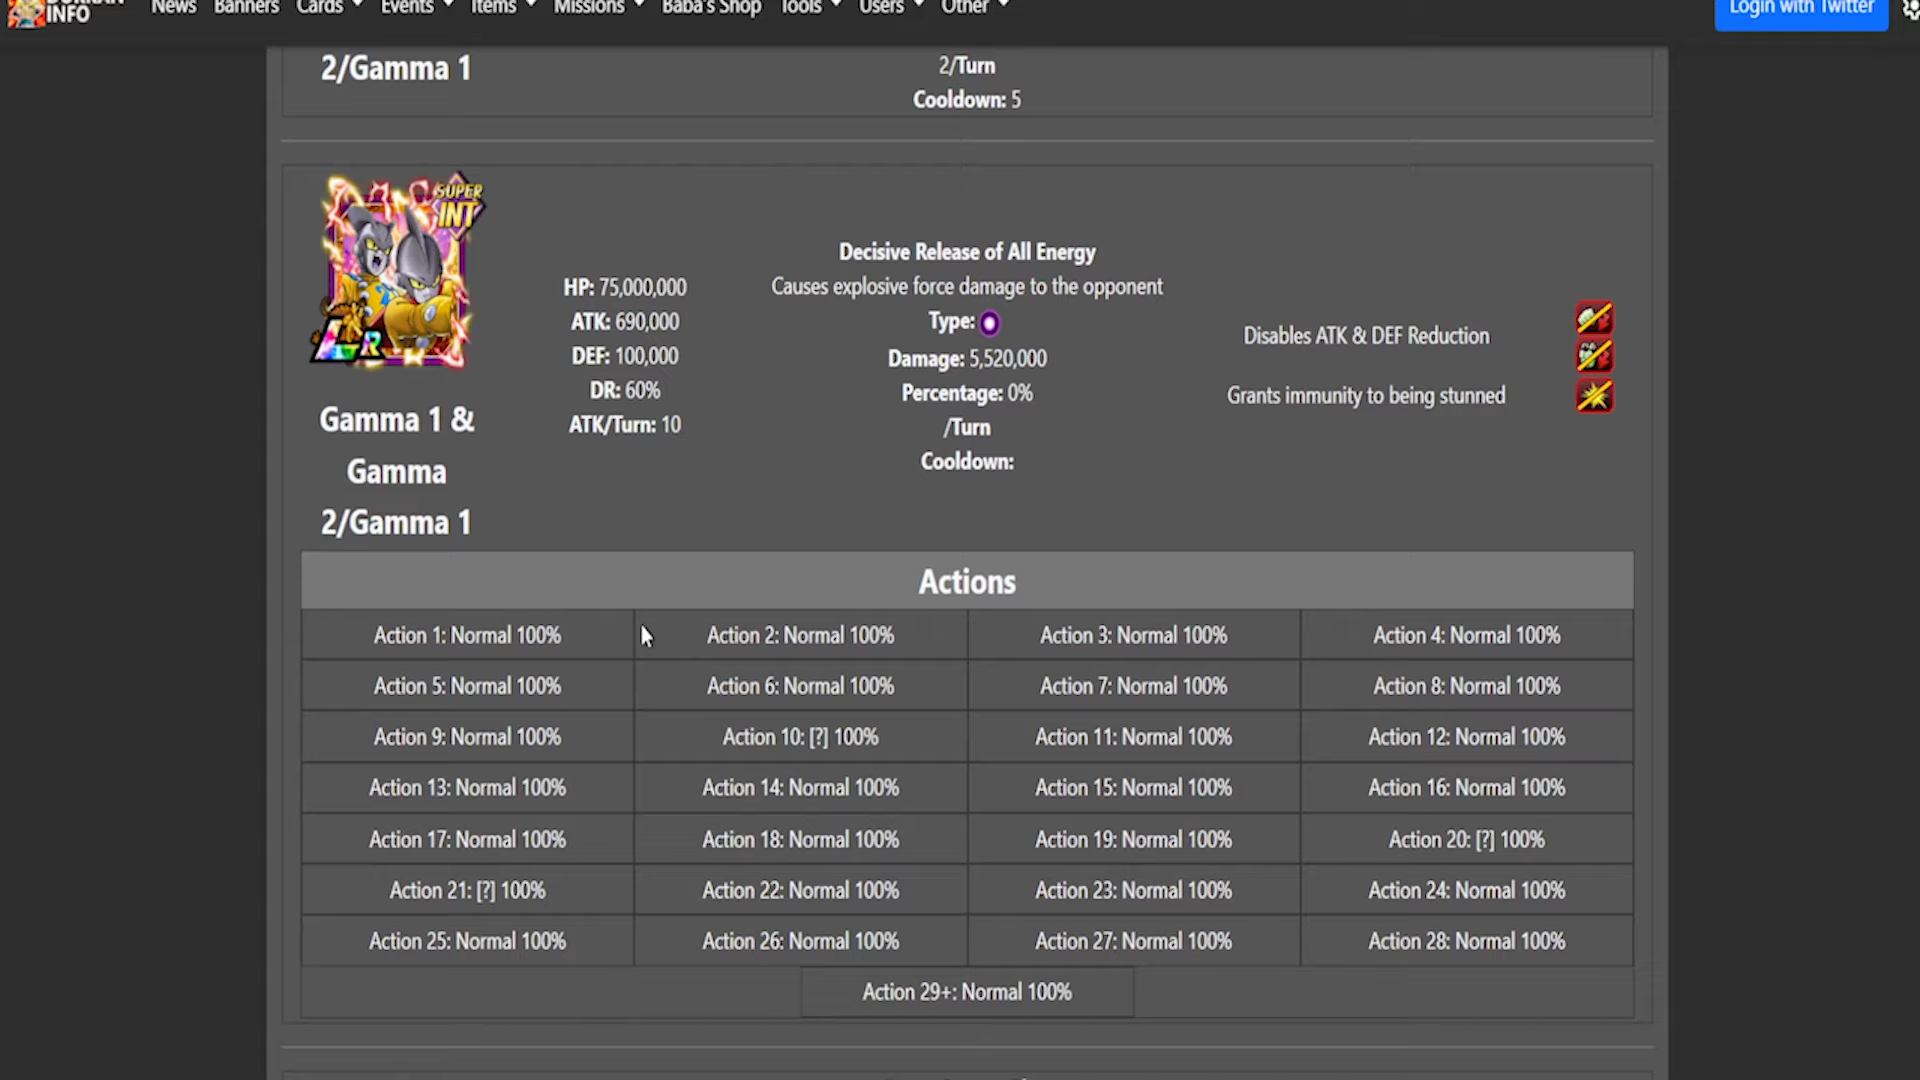 INFO
News
Banners
Cards
Events
Items
Missions
Baba's Shop
Tools
Users
Other
Login with Twitter
2/Gamma 1
2/Turn
Cooldown: 5
SUPER
INT
LR
Gamma 1 &
Gamma
2/Gamma 1
HP: 75,000,000
ATK: 690,000
DEF: 100,000
DR: 60%
ATK/Turn: 10
Decisive Release of All Energy
Causes explosive force damage to the opponent
Type:
Damage: 5,520,000
Percentage: 0%
/Turn
Cooldown:
Disables ATK & DEF Reduction
Grants immunity to being stunned
Actions
Action 1: Normal 100%
Action 2: Normal 100%
Action 3: Normal 100%
Action 4: Normal 100%
Action 5: Normal 100%
Action 6: Normal 100%
Action 7: Normal 100%
Action 8: Normal 100%
Action 9: Normal 100%
Action 10: [?] 100%
Action 11: Normal 100%
Action 12: Normal 100%
Action 13: Normal 100%
Action 14: Normal 100%
Action 15: Normal 100%
Action 16: Normal 100%
Action 17: Normal 100%
Action 18: Normal 100%
Action 19: Normal 100%
Action 20: [?] 100%
Action 21: [?] 100%
Action 22: Normal 100%
Action 23: Normal 100%
Action 24: Normal 100%
Action 25: Normal 100%
Action 26: Normal 100%
Action 27: Normal 100%
Action 28: Normal 100%
Action 29+: Normal 100%